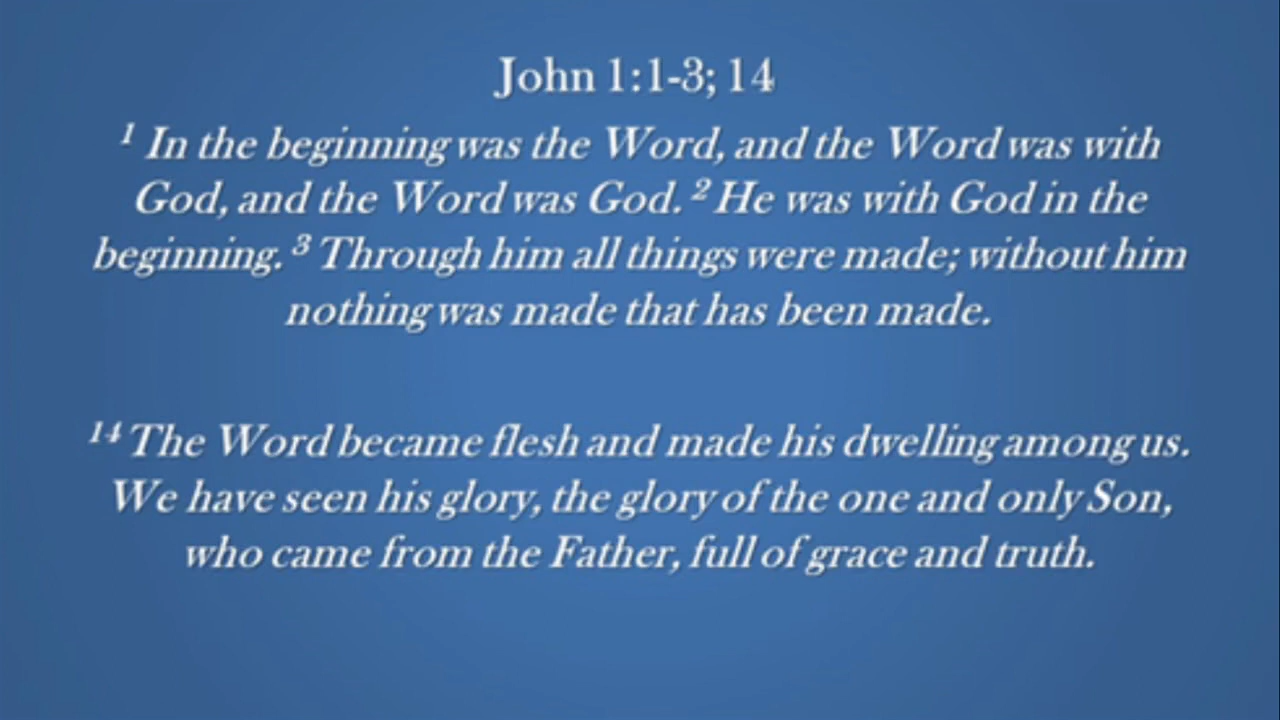 John 1:1-3; 14
¹ In the beginning was the Word, and the Word was with
God, and the Word was God. ² He was with God in the
beginning. ³ Through him all things were made; without him
nothing was made that has been made.
¹⁴ The Word became flesh and made his dwelling among us.
We have seen his glory, the glory of the one and only Son,
who came from the Father, full of grace and truth.